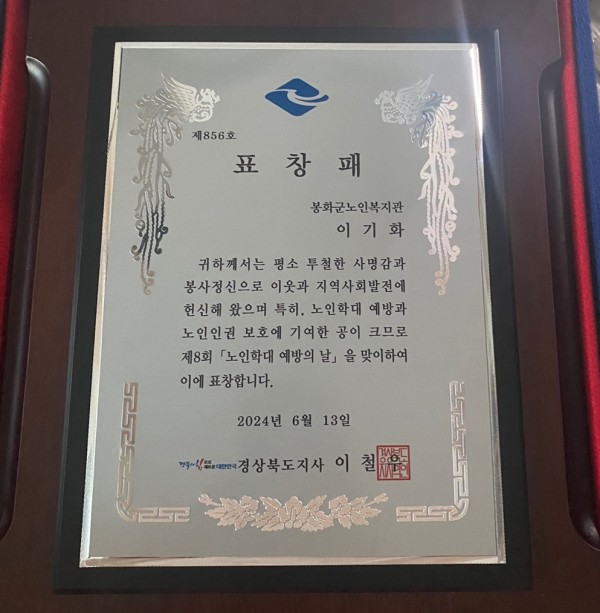 제856호
표 창 패
봉화군노인복지관
이 기 화
귀하께서는 평소 투철한 사명감과
봉사정신으로 이웃과 지역사회발전에
헌신해 왔으며 특히, 노인학대 예방과
노인인권 보호에 기여한 공이 크므로
제8회 「노인학대 예방의 날」을 맞이하여
이에 표창합니다.
2024년 6월 13일
대한민국 경상북도지사 이 철 우